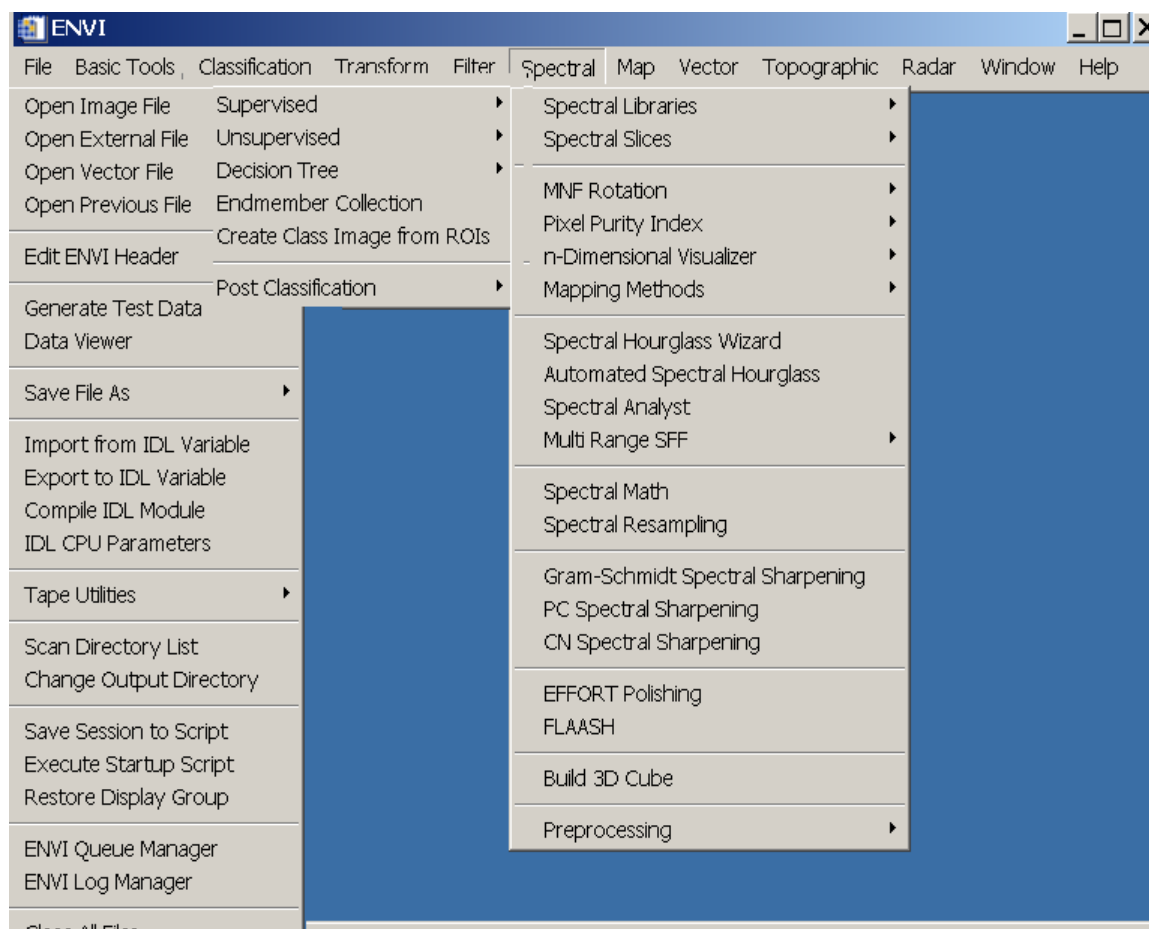 ENVI
File Basic Tools Classification Transform Filter Spectral Map Vector Topographic Radar Window Help
Open Image File
Open External File
Open Vector File
Open Previous File
Edit ENVI Header
Generate Test Data
Data Viewer
Save File As
Import from IDL Variable
Export to IDL Variable
Compile IDL Module
IDL CPU Parameters
Tape Utilities
Scan Directory List
Change Output Directory
Save Session to Script
Execute Startup Script
Restore Display Group
ENVI Queue Manager
ENVI Log Manager
Supervised
Unsupervised
Decision Tree
Endmember Collection
Create Class Image from ROIs
Post Classification
Spectral Libraries
Spectral Slices
MNF Rotation
Pixel Purity Index
n-Dimensional Visualizer
Mapping Methods
Spectral Hourglass Wizard
Automated Spectral Hourglass
Spectral Analyst
Multi Range SFF
Spectral Math
Spectral Resampling
Gram-Schmidt Spectral Sharpening
PC Spectral Sharpening
CN Spectral Sharpening
EFFORT Polishing
FLAASH
Build 3D Cube
Preprocessing